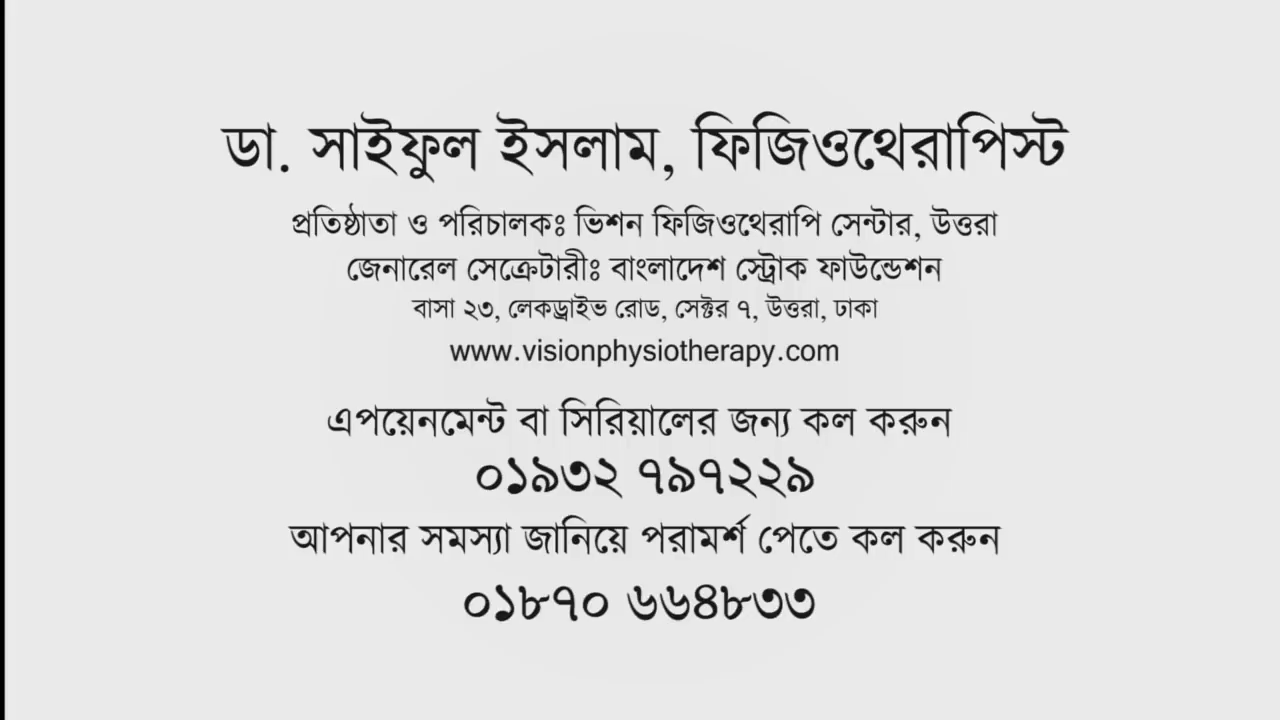 ডা. সাইফুল ইসলাম, ফিজিওথেরাপিস্ট
প্রতিষ্ঠাতা ও পরিচালকঃ ভিশন ফিজিওথেরাপি সেন্টার, উত্তরা
জেনারেল সেক্রেটারীঃ বাংলাদেশ স্ট্রোক ফাউন্ডেশন
বাসা ২৩, লেকড্রাইভ রোড, সেক্টর ৭, উত্তরা, ঢাকা
www.visionphysiotherapy.com
এপয়েনমেন্ট বা সিরিয়ালের জন্য কল করুন
০১৯৩২ ৭৯৭২২৯
আপনার সমস্যা জানিয়ে পরামর্শ পেতে কল করুন
০১৮৭০ ৬৬৪৮৩৩